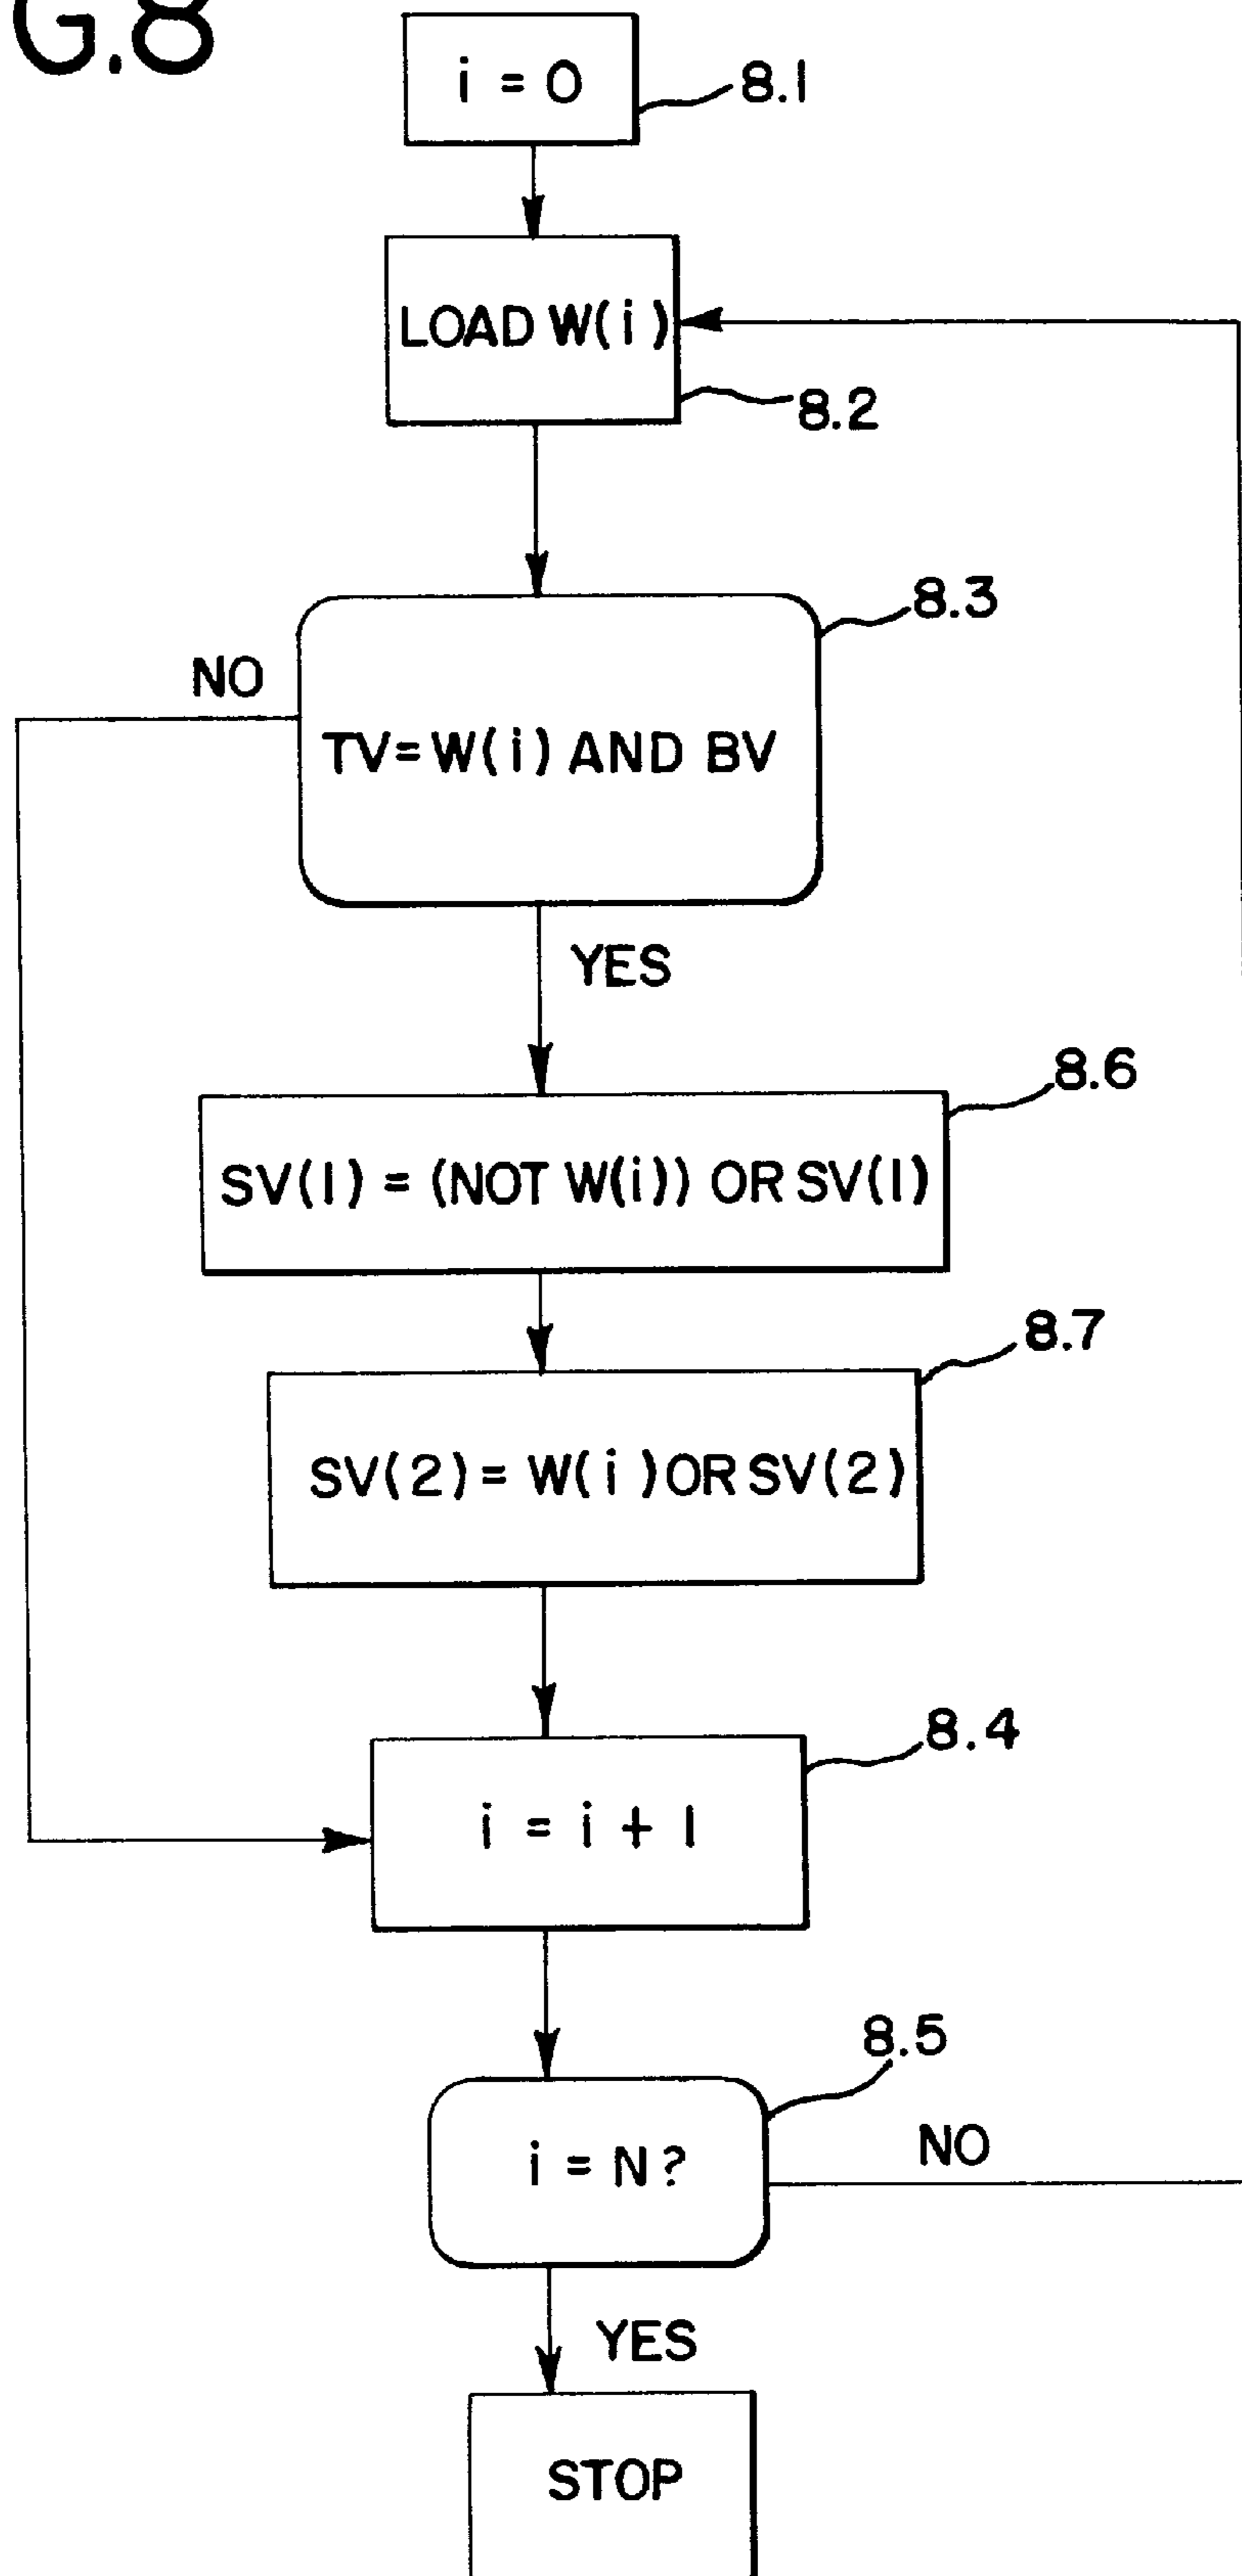 G.8
i = 0
8.1
LOAD W(i)
8.2
8.3
NO
TV=W(i) AND BV
YES
8.6
SV(1) = (NOT W(i)) OR SV(1)
8.7
SV(2) = W(i) OR SV(2)
8.4
i = i + 1
8.5
i = N?
NO
YES
STOP